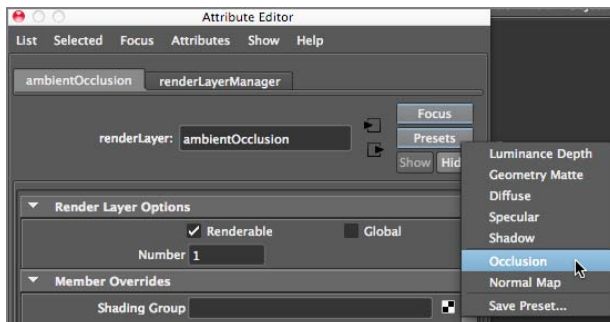 Attribute Editor
List Selected Focus Attributes Show Help
ambientOcclusion renderLayerManager
Focus
renderLayer: ambientOcclusion Presets
Show Hid
Luminance Depth
Geometry Matte
Diffuse
Specular
Shadow
Occlusion
Normal Map
Save Preset...
Render Layer Options
Renderable Global
Number 1
Member Overrides
Shading Group